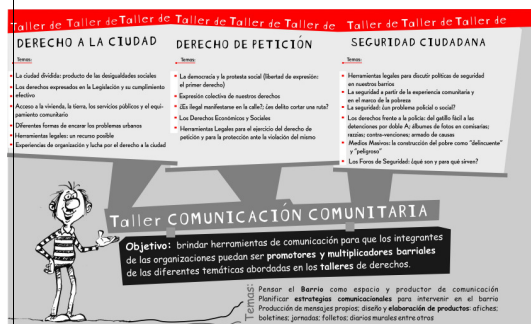 Taller de Taller de Taller de Taller de Taller de Taller de Taller de Taller de Taller de
DERECHO A LA CIUDAD
Temas:
• La ciudad dividida: producto de las desigualdades sociales
• Los derechos expresados en la Legislación y su cumplimiento
efectivo
• Acceso a la vivienda, la tierra, los servicios públicos y el equi-
pamiento comunitario
• Diferentes formas de encarar los problemas urbanos
• Herramientas legales: un recurso posible
• Experiencias de organización y lucha por el derecho a la ciudad
DERECHO DE PETICIÓN
Temas:
• La democracia y la protesta social (libertad de expresión:
el primer derecho)
• Expresión colectiva de nuestros derechos
• ¿Es ilegal manifestarse en la calle?; ¿es delito cortar una ruta?
• Los Derechos Económicos y Sociales
• Herramientas Legales para el ejercicio del derecho de
petición y para la protección ante la violación del mismo
SEGURIDAD CIUDADANA
Temas:
• Herramientas legales para discutir políticas de seguridad
en nuestros barrios
• La seguridad a partir de la experiencia comunitaria y
en el marco de la pobreza
• La seguridad: ¿un problema policial o social?
• Los derechos frente a la policía: del gatillo fácil a las
detenciones por doble A; álbumes de fotos en comisarías;
razzias; contra-venciones; armado de causas
• Medios Masivos: la construcción del pobre como "delincuente"
y "peligroso"
• Los Foros de Seguridad: ¿qué son y para qué sirven?
Taller COMUNICACIÓN COMUNITARIA
Objetivo: brindar herramientas de comunicación para que los integrantes
de las organizaciones puedan ser promotores y multiplicadores barriales
de las diferentes temáticas abordadas en los talleres de derechos.
Temas:
Pensar el Barrio como espacio y productor de comunicación
Planificar estrategias comunicacionales para intervenir en el barrio
Producción de mensajes propios; diseño y elaboración de productos: afiches;
boletines; jornadas; folletos; diarios murales entre otros